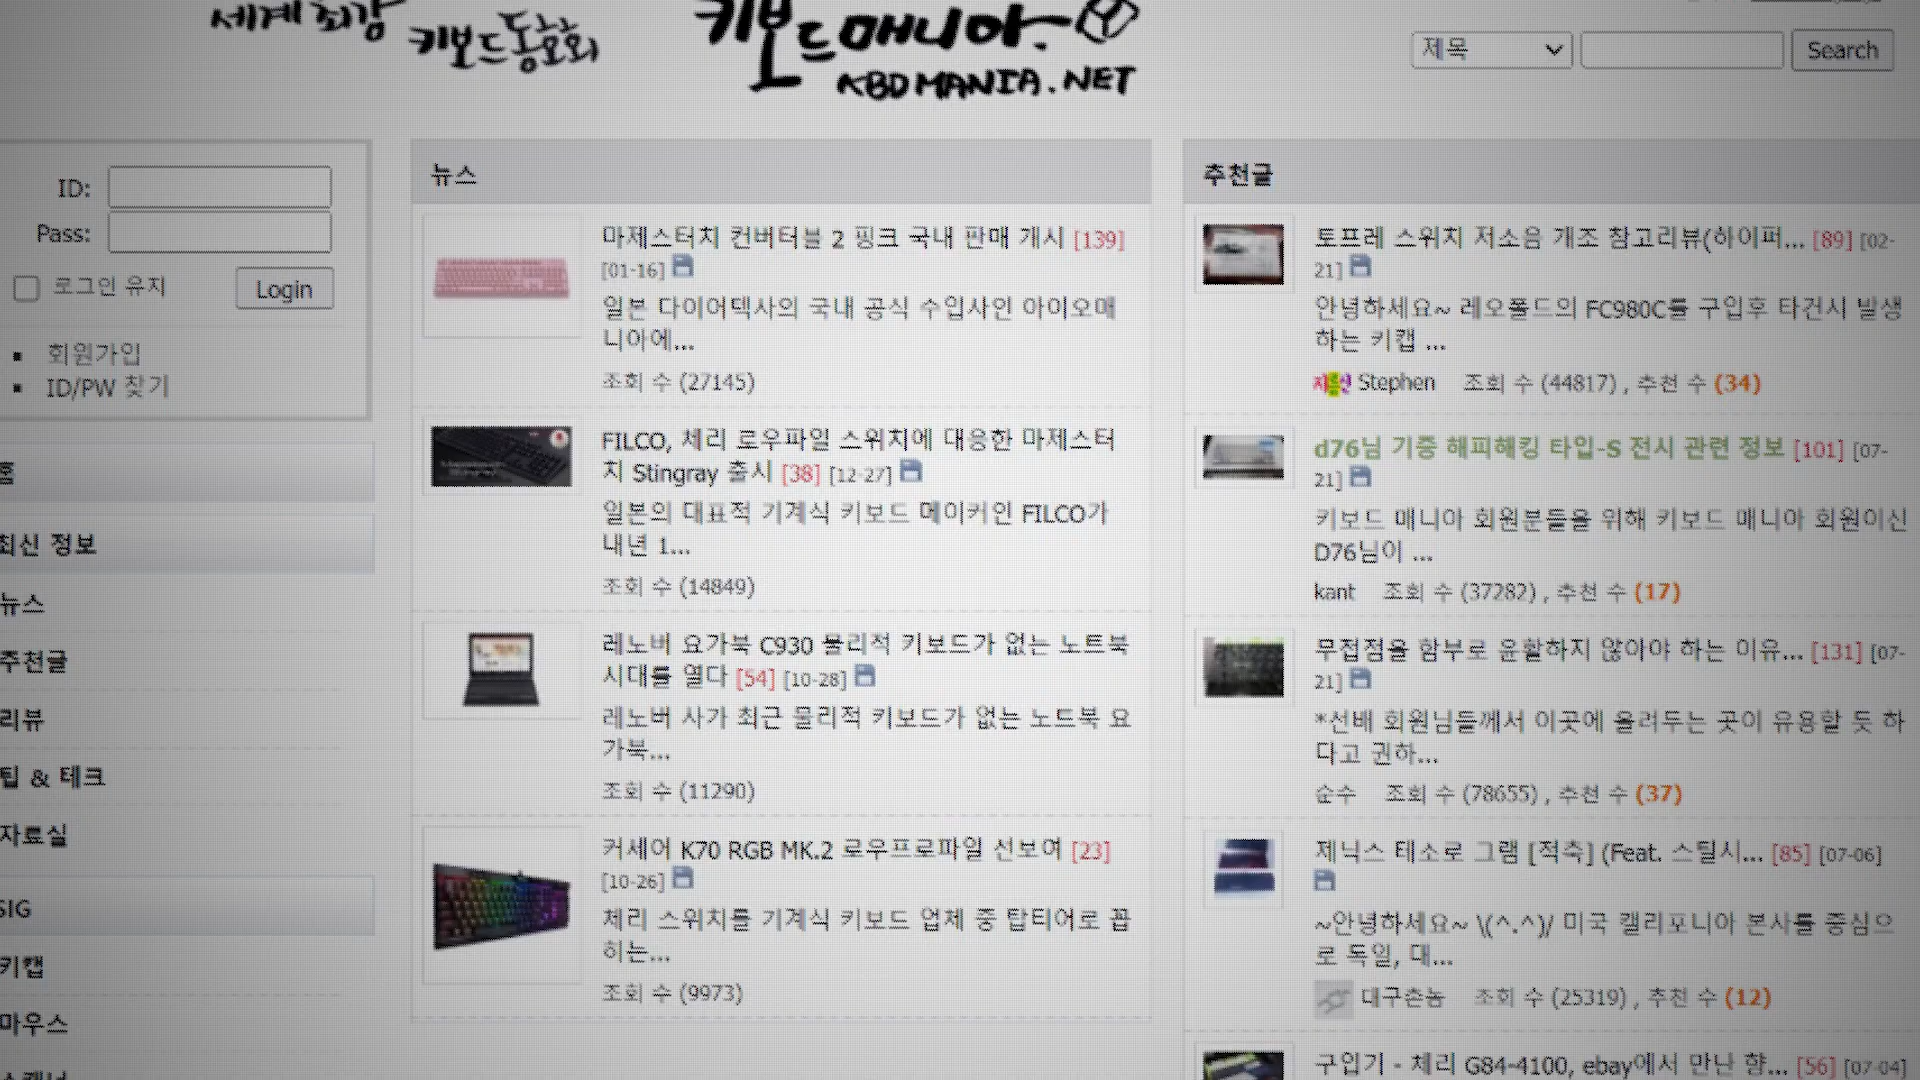 세계 최강
키보드동호회
키보드매니아.
KBDMANIA.NET
제목
Search
ID:
Pass:
로그인 유지
Login
회원가입
ID/PW 찾기
홈
최신 정보
뉴스
추천글
리뷰
팁 & 테크
자료실
SIG
키캡
마우스
뉴스
마제스터치 컨버터블 2 핑크 국내 판매 개시 [139]
[01-16]
일본 다이어텍사의 국내 공식 수입사인 아이오매
니아에...
조회 수 (27145)
FILCO, 체리 로우파일 스위치에 대응한 마제스터
치 Stingray 출시 [38] [12-27]
일본의 대표적 기계식 키보드 메이커인 FILCO가
내년 1...
조회 수 (14849)
레노버 요가북 C930 물리적 키보드가 없는 노트북
시대를 열다 [54] [10-28]
레노버 사가 최근 물리적 키보드가 없는 노트북 요
가북...
조회 수 (11290)
커세어 K70 RGB MK.2 로우프로파일 선보여 [23]
[10-26]
체리 스위치를 기계식 키보드 업체 중 탑티어로 꼽
히는...
조회 수 (9973)
추천글
토프레 스위치 저소음 개조 참고리뷰(하이퍼... [89] [02-
21]
안녕하세요~ 레오폴드의 FC980C를 구입후 타건시 발생
하는 키캡 ...
Stephen 조회 수 (44817) , 추천 수 (34)
d76님 기증 해피해킹 타입-S 전시 관련 정보 [101] [07-
21]
키보드 매니아 회원분들을 위해 키보드 매니아 회원이신
D76님이 ...
kant 조회 수 (37282) , 추천 수 (17)
무접점을 함부로 윤활하지 않아야 하는 이유... [131] [07-
21]
*선배 회원님들께서 이곳에 올려두는 곳이 유용할 듯 하
다고 권하...
순수 조회 수 (78655) , 추천 수 (37)
제닉스 테소로 그램 [적축] (Feat. 스틸시... [85] [07-06]
~안녕하세요~ \(^.^)/ 미국 캘리포니아 본사를 중심으
로 독일, 대...
대구촌놈 조회 수 (25319) , 추천 수 (12)
구입기 - 체리 G84-4100, ebay에서 만난 향... [56] [07-04]